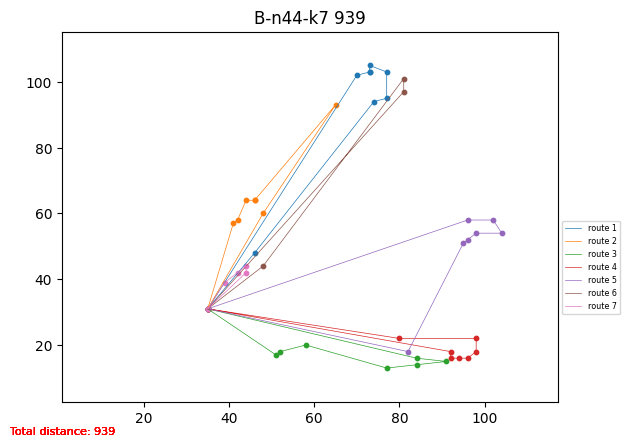 B-n44-k7 939
100
80
60
40
20
20
40
60
80
100
route 1
route 2
route 3
route 4
route 5
route 6
route 7
Total distance: 939